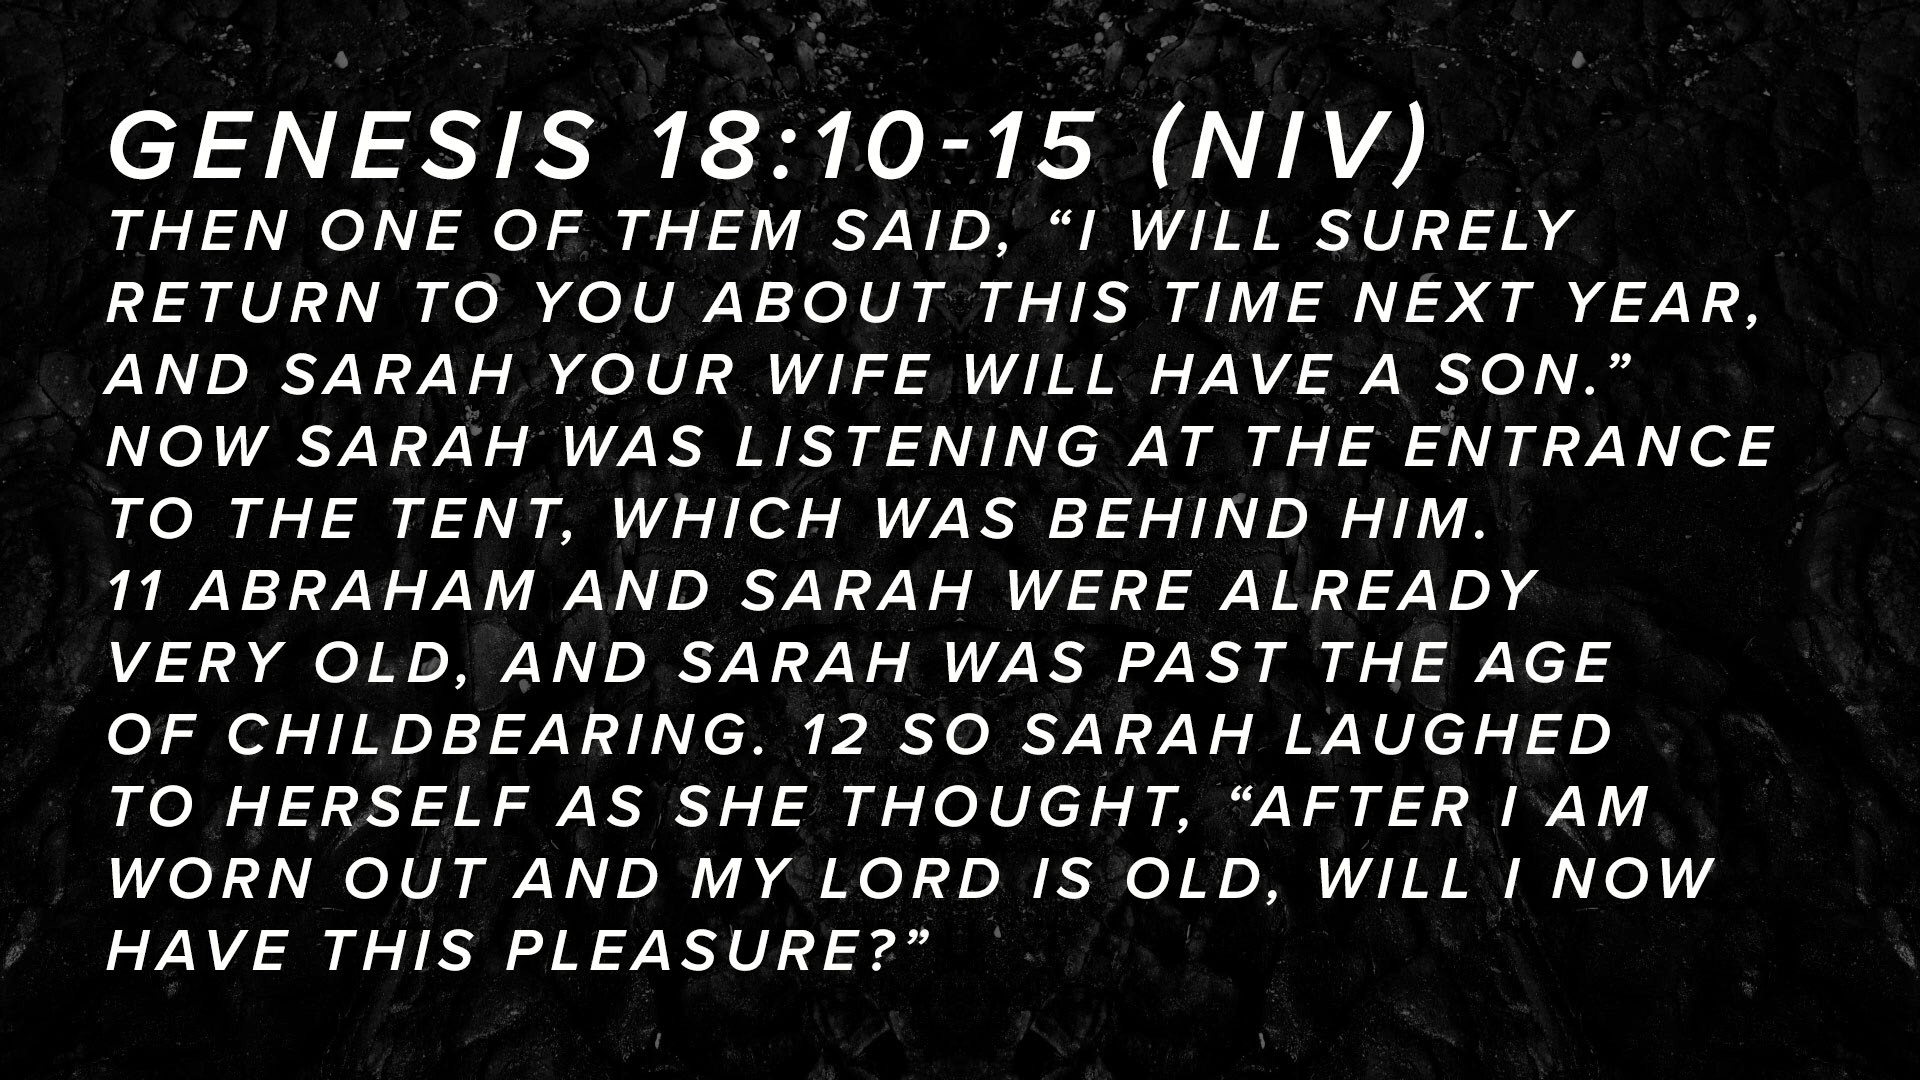 GENESIS 18:10-15 (NIV)
THEN ONE OF THEM SAID, “I WILL SURELY
RETURN TO YOU ABOUT THIS TIME NEXT YEAR,
AND SARAH YOUR WIFE WILL HAVE A SON.”
NOW SARAH WAS LISTENING AT THE ENTRANCE
TO THE TENT, WHICH WAS BEHIND HIM.
11 ABRAHAM AND SARAH WERE ALREADY
VERY OLD, AND SARAH WAS PAST THE AGE
OF CHILDBEARING. 12 SO SARAH LAUGHED
TO HERSELF AS SHE THOUGHT, “AFTER I AM
WORN OUT AND MY LORD IS OLD, WILL I NOW
HAVE THIS PLEASURE?”